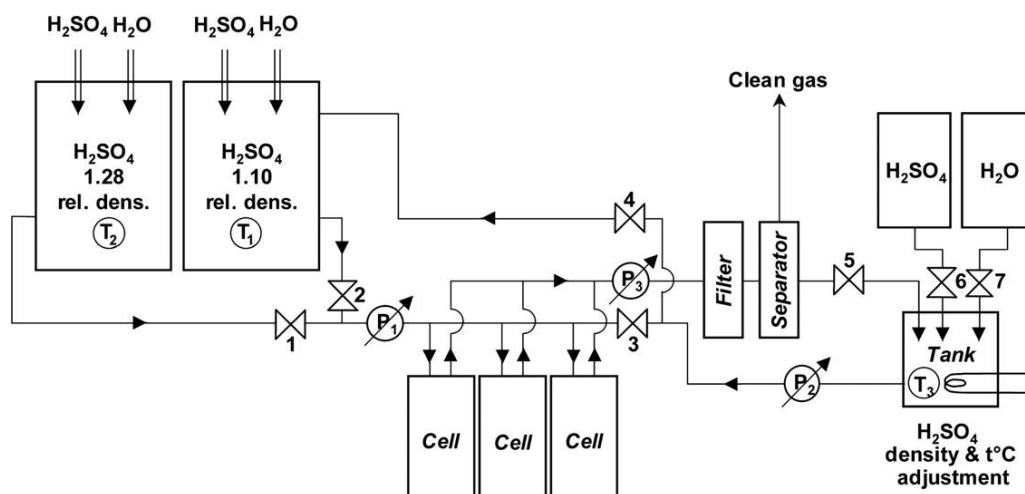 H₂SO₄ H₂O
H₂SO₄ H₂O
H₂SO₄
1.28
rel. dens.
T₂
H₂SO₄
1.10
rel. dens.
T₁
Clean gas
H₂SO₄
H₂O
4
P₃
Filter
Separator
5
6
7
2
1
P₁
3
P₂
Tank
T₃
Cell
Cell
Cell
H₂SO₄
density & t°C
adjustment